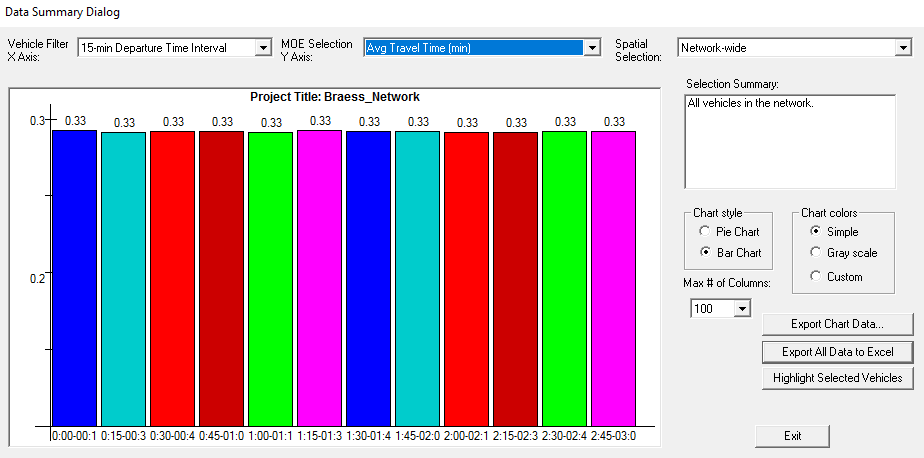 Data Summary Dialog
Vehicle Filter
X Axis:
15-min Departure Time Interval
MOE Selection
Y Axis:
Avg Travel Time (min)
Spatial
Selection:
Network-wide
Project Title: Braess_Network
0.3
0.2
0.33 0.33 0.33 0.33 0.33 0.33 0.33 0.33 0.33 0.33 0.33 0.33
0:00-00:1 0:15-00:3 0:30-00:4 0:45-01:0 1:00-01:1 1:15-01:3 1:30-01:4 1:45-02:0 2:00-02:1 2:15-02:3 2:30-02:4 2:45-03:0
Selection Summary:
All vehicles in the network.
Chart style
Pie Chart
Bar Chart
Chart colors
Simple
Gray scale
Custom
Max # of Columns:
100
Export Chart Data...
Export All Data to Excel
Highlight Selected Vehicles
Exit